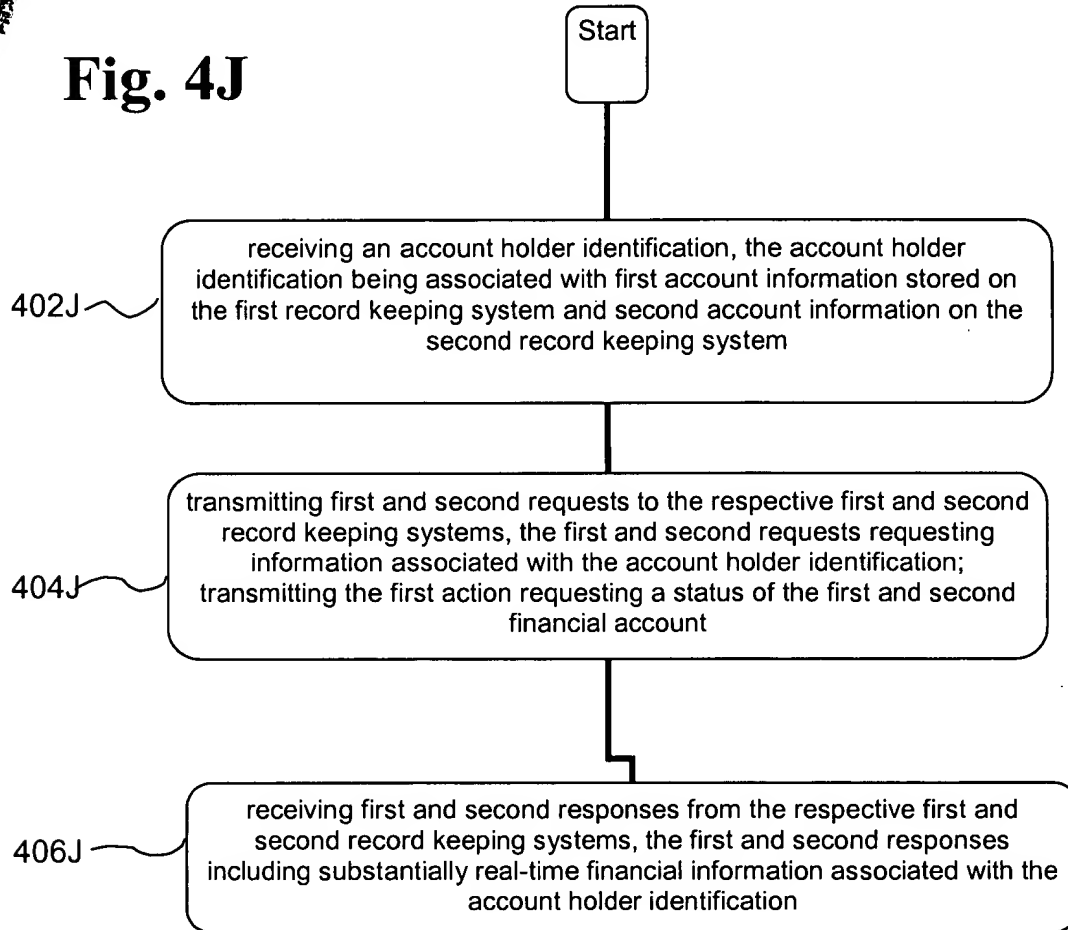 Start
Fig. 4J
receiving an account holder identification, the account holder
identification being associated with first account information stored on
the first record keeping system and second account information on the
second record keeping system
402J
transmitting first and second requests to the respective first and second
record keeping systems, the first and second requests requesting
information associated with the account holder identification;
transmitting the first action requesting a status of the first and second
financial account
404J
receiving first and second responses from the respective first and
second record keeping systems, the first and second responses
including substantially real-time financial information associated with the
account holder identification
406J